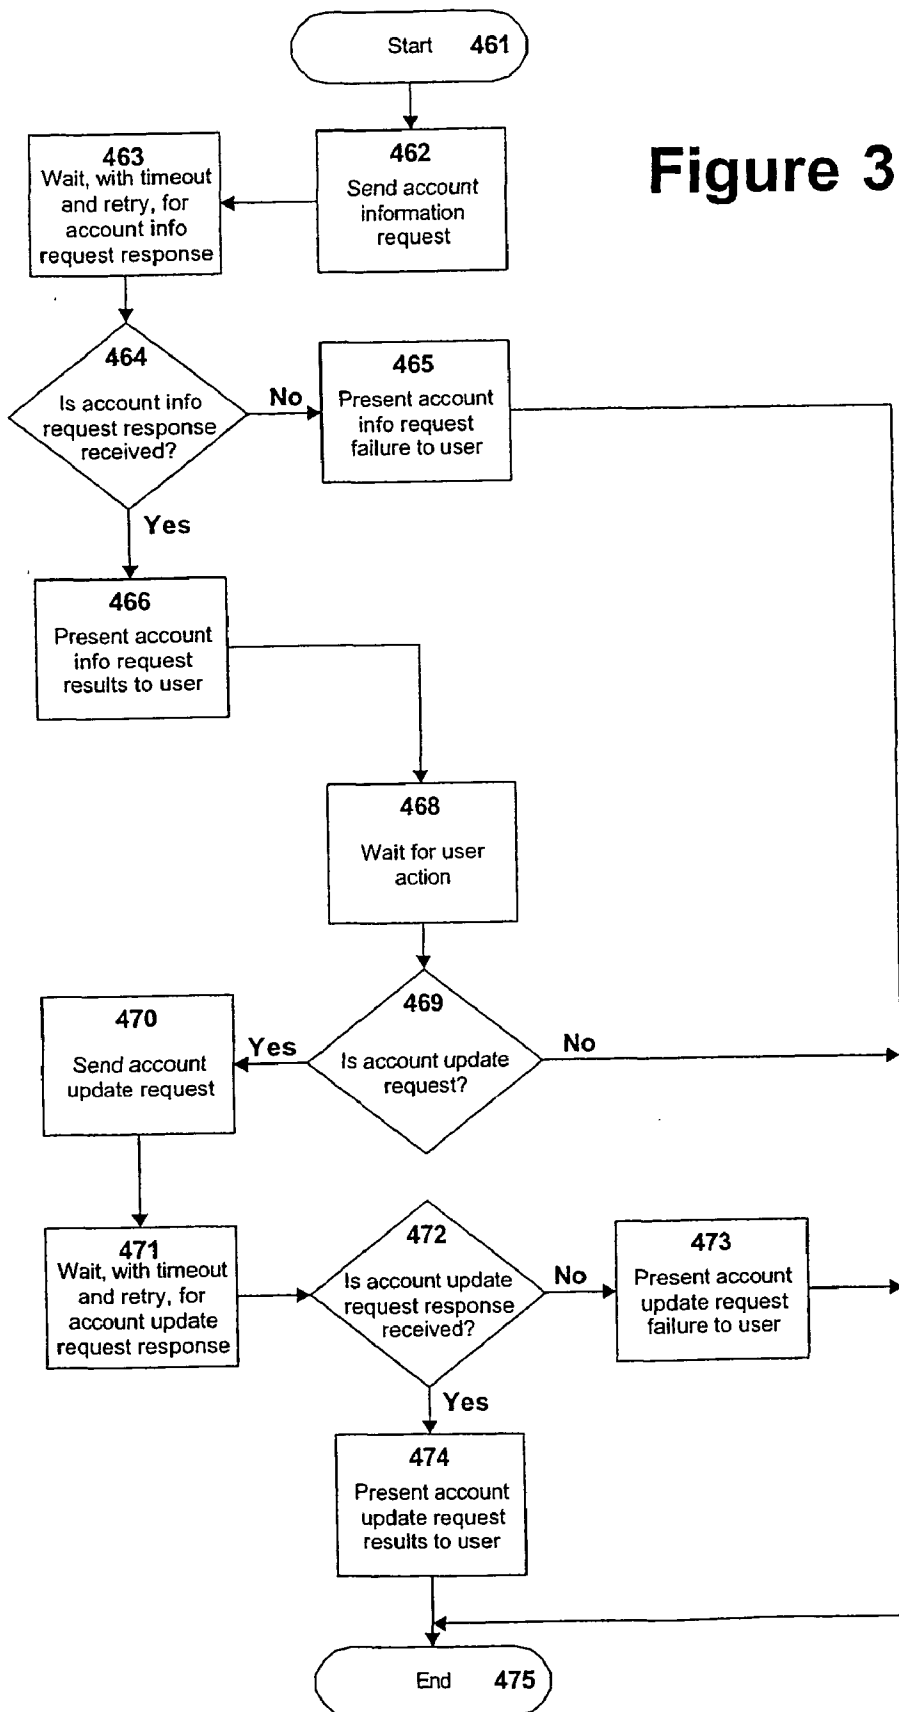 Start 461
Figure 3
462
Send account
information
request
463
Wait, with timeout
and retry, for
account info
request response
464
Is account info
request response
received?
No
465
Present account
info request
failure to user
Yes
466
Present account
info request
results to user
468
Wait for user
action
469
Is account update
request?
Yes
No
470
Send account
update request
471
Wait, with timeout
and retry, for
account update
request response
472
Is account update
request response
received?
No
473
Present account
update request
failure to user
Yes
474
Present account
update request
results to user
End 475